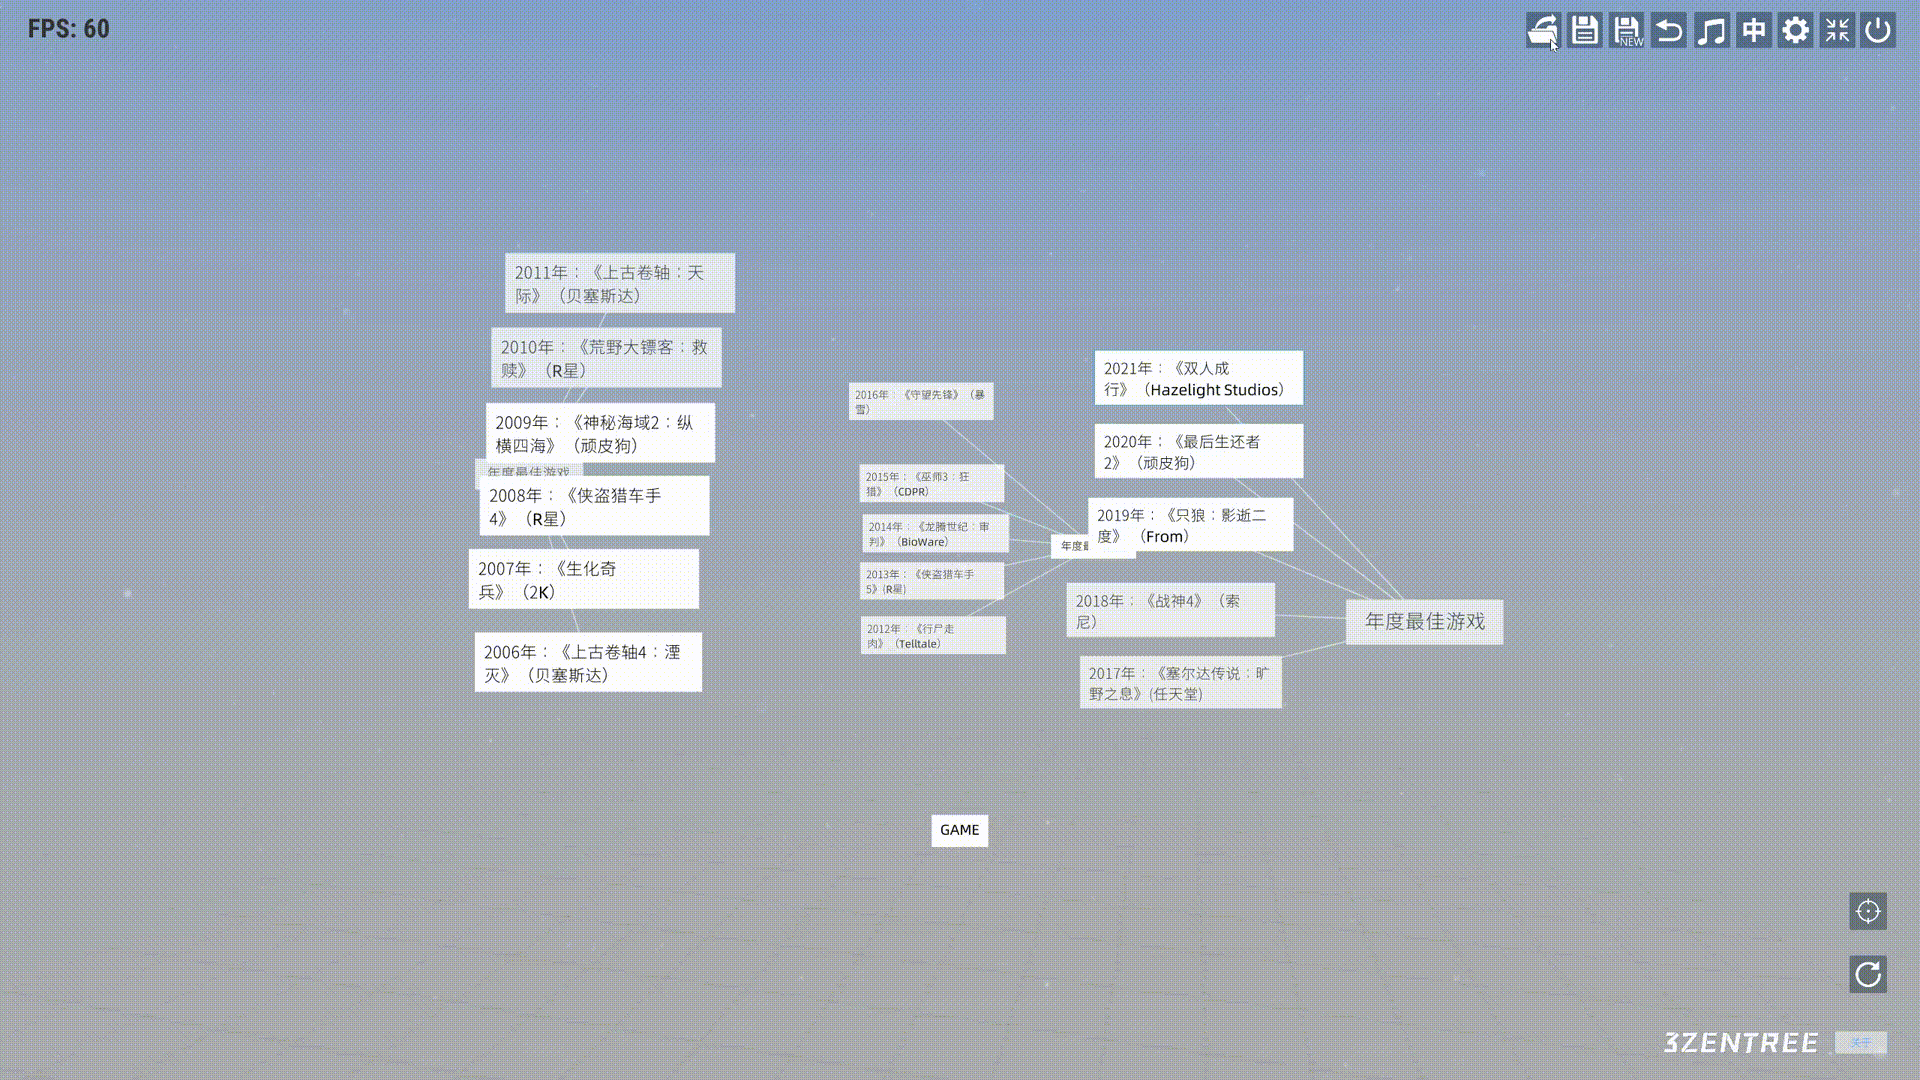 FPS: 60
NEW
中
2011年：《上古卷轴：天
际》（贝塞斯达）
2010年：《荒野大镖客：救
赎》（R星）
2009年：《神秘海域2：纵
横四海》（顽皮狗）
年度最佳游戏
2008年：《侠盗猎车手
4》（R星）
2007年：《生化奇
兵》（2K）
2006年：《上古卷轴4：湮
灭》（贝塞斯达）
2016年：《守望先锋》（暴
雪）
2015年：《巫师3：狂
猎》（CDPR）
2014年：《龙腾世纪：审
判》（BioWare）
2013年：《侠盗猎车手
5》(R星)
2012年：《行尸走
肉》（Telltale）
年度最
2021年：《双人成
行》（Hazelight Studios）
2020年：《最后生还者
2》（顽皮狗）
2019年：《只狼：影逝二
度》（From）
2018年：《战神4》（索
尼）
2017年：《塞尔达传说：旷
野之息》(任天堂)
年度最佳游戏
GAME
3ZENTREE
关于